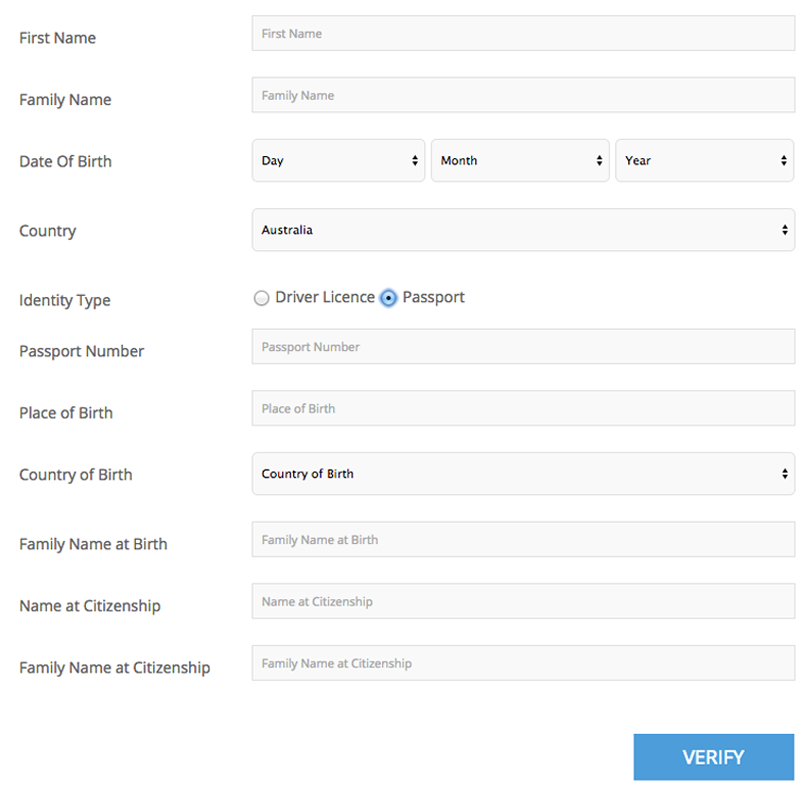 First Name First Name
Family Name Family Name
Date Of Birth Day Month Year
Country Australia
Identity Type Driver Licence Passport
Passport Number Passport Number
Place of Birth Place of Birth
Country of Birth Country of Birth
Family Name at Birth Family Name at Birth
Name at Citizenship Name at Citizenship
Family Name at Citizenship Family Name at Citizenship
VERIFY